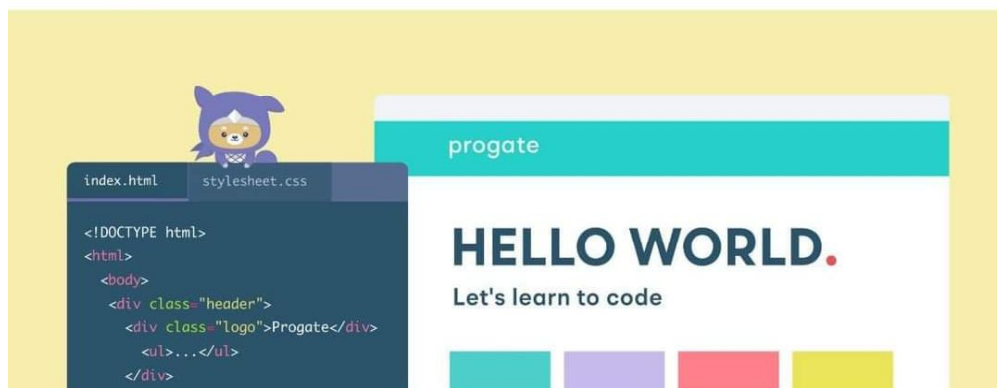 index.html stylesheet.css
<!DOCTYPE html>
<html>
<body>
<div class="header">
<div class="logo">Progate</div>
<ul>...</ul>
</div>
progate
HELLO WORLD.
Let's learn to code